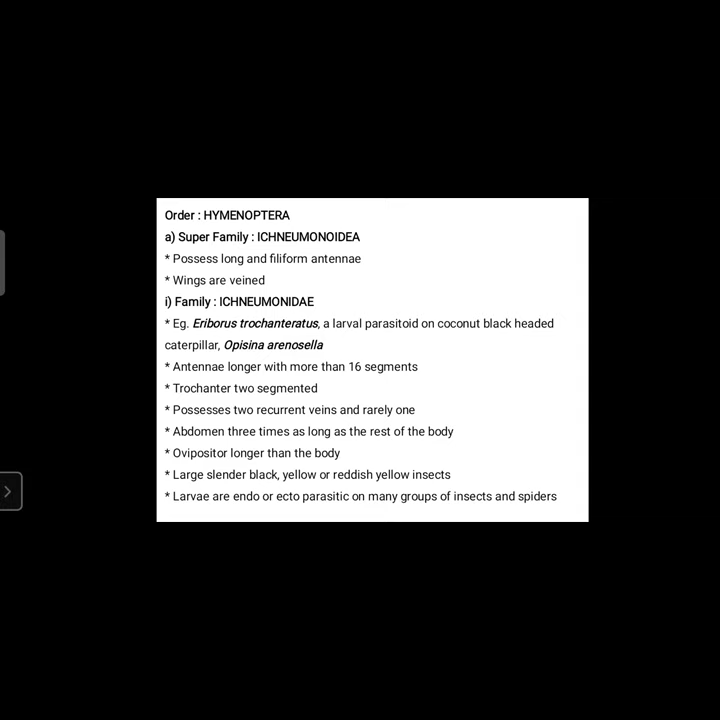 Order : HYMENOPTERA
a) Super Family : ICHNEUMONOIDEA
* Possess long and filiform antennae
* Wings are veined
i) Family : ICHNEUMONIDAE
* Eg. Eriborus trochanteratus, a larval parasitoid on coconut black headed
caterpillar, Opisina arenosella
* Antennae longer with more than 16 segments
* Trochanter two segmented
* Possesses two recurrent veins and rarely one
* Abdomen three times as long as the rest of the body
* Ovipositor longer than the body
* Large slender black, yellow or reddish yellow insects
* Larvae are endo or ecto parasitic on many groups of insects and spiders